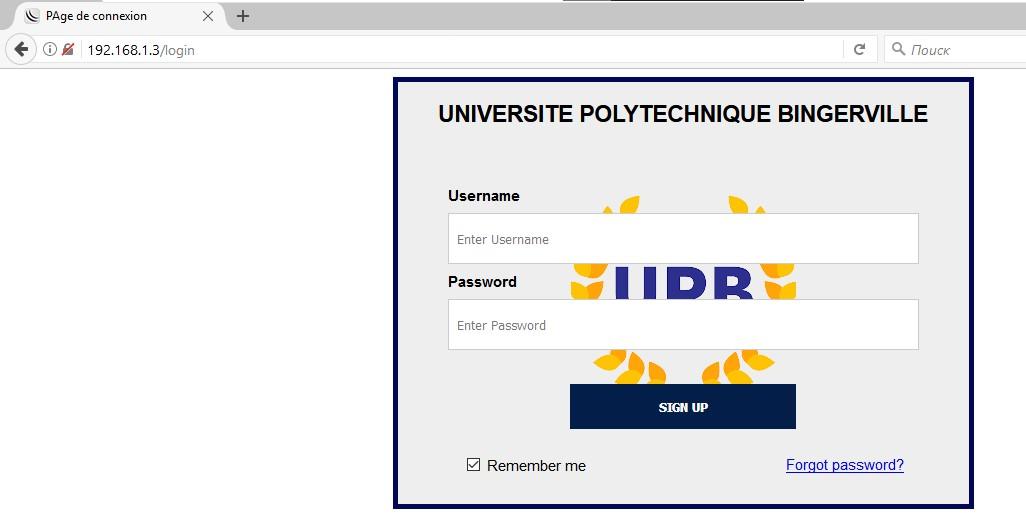 PAge de connexion
192.168.1.3/login
Поиск
UNIVERSITE POLYTECHNIQUE BINGERVILLE
Username
Enter Username
UPB
Password
Enter Password
SIGN UP
Remember me
Forgot password?